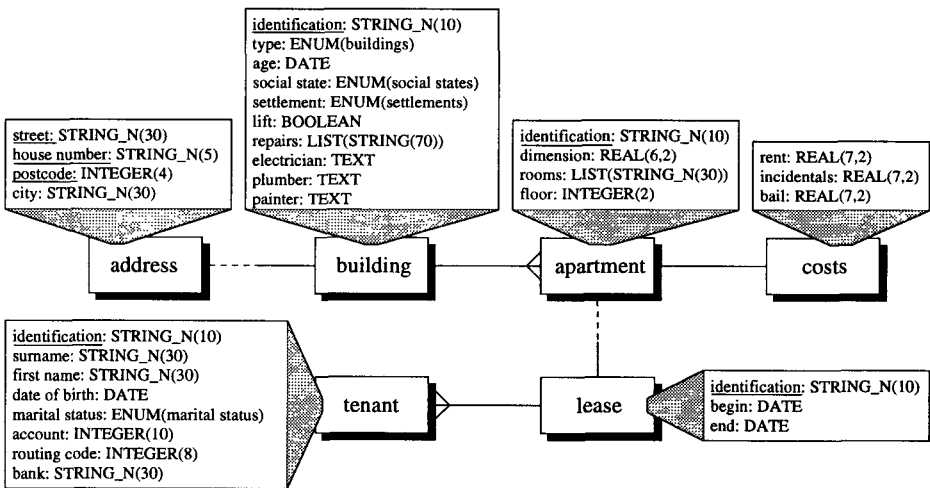 identification: STRING_N(10)
type: ENUM(buildings)
age: DATE
social state: ENUM(social states)
settlement: ENUM(settlements)
lift: BOOLEAN
repairs: LIST(STRING(70))
electrician: TEXT
plumber: TEXT
painter: TEXT
street: STRING_N(30)
house number: STRING_N(5)
postcode: INTEGER(4)
city: STRING_N(30)
identification: STRING_N(10)
dimension: REAL(6,2)
rooms: LIST(STRING_N(30))
floor: INTEGER(2)
rent: REAL(7,2)
incidentals: REAL(7,2)
bail: REAL(7,2)
address
building
apartment
costs
identification: STRING_N(10)
surname: STRING_N(30)
first name: STRING_N(30)
date of birth: DATE
marital status: ENUM(marital status)
account: INTEGER(10)
routing code: INTEGER(8)
bank: STRING_N(30)
tenant
lease
identification: STRING_N(10)
begin: DATE
end: DATE